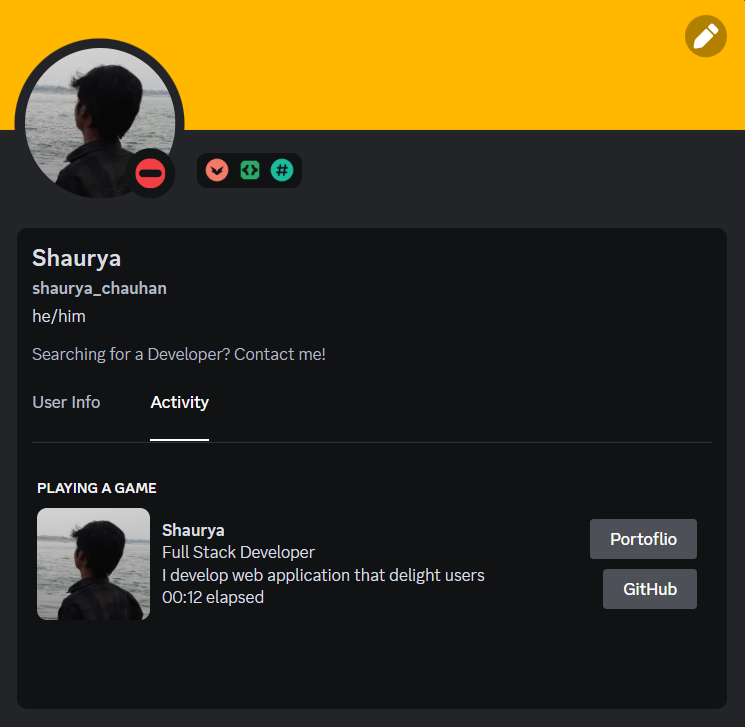 Shaurya
shaurya_chauhan
he/him
Searching for a Developer? Contact me!
User Info Activity
PLAYING A GAME
Shaurya
Full Stack Developer
I develop web application that delight users
00:12 elapsed
Portoflio
GitHub